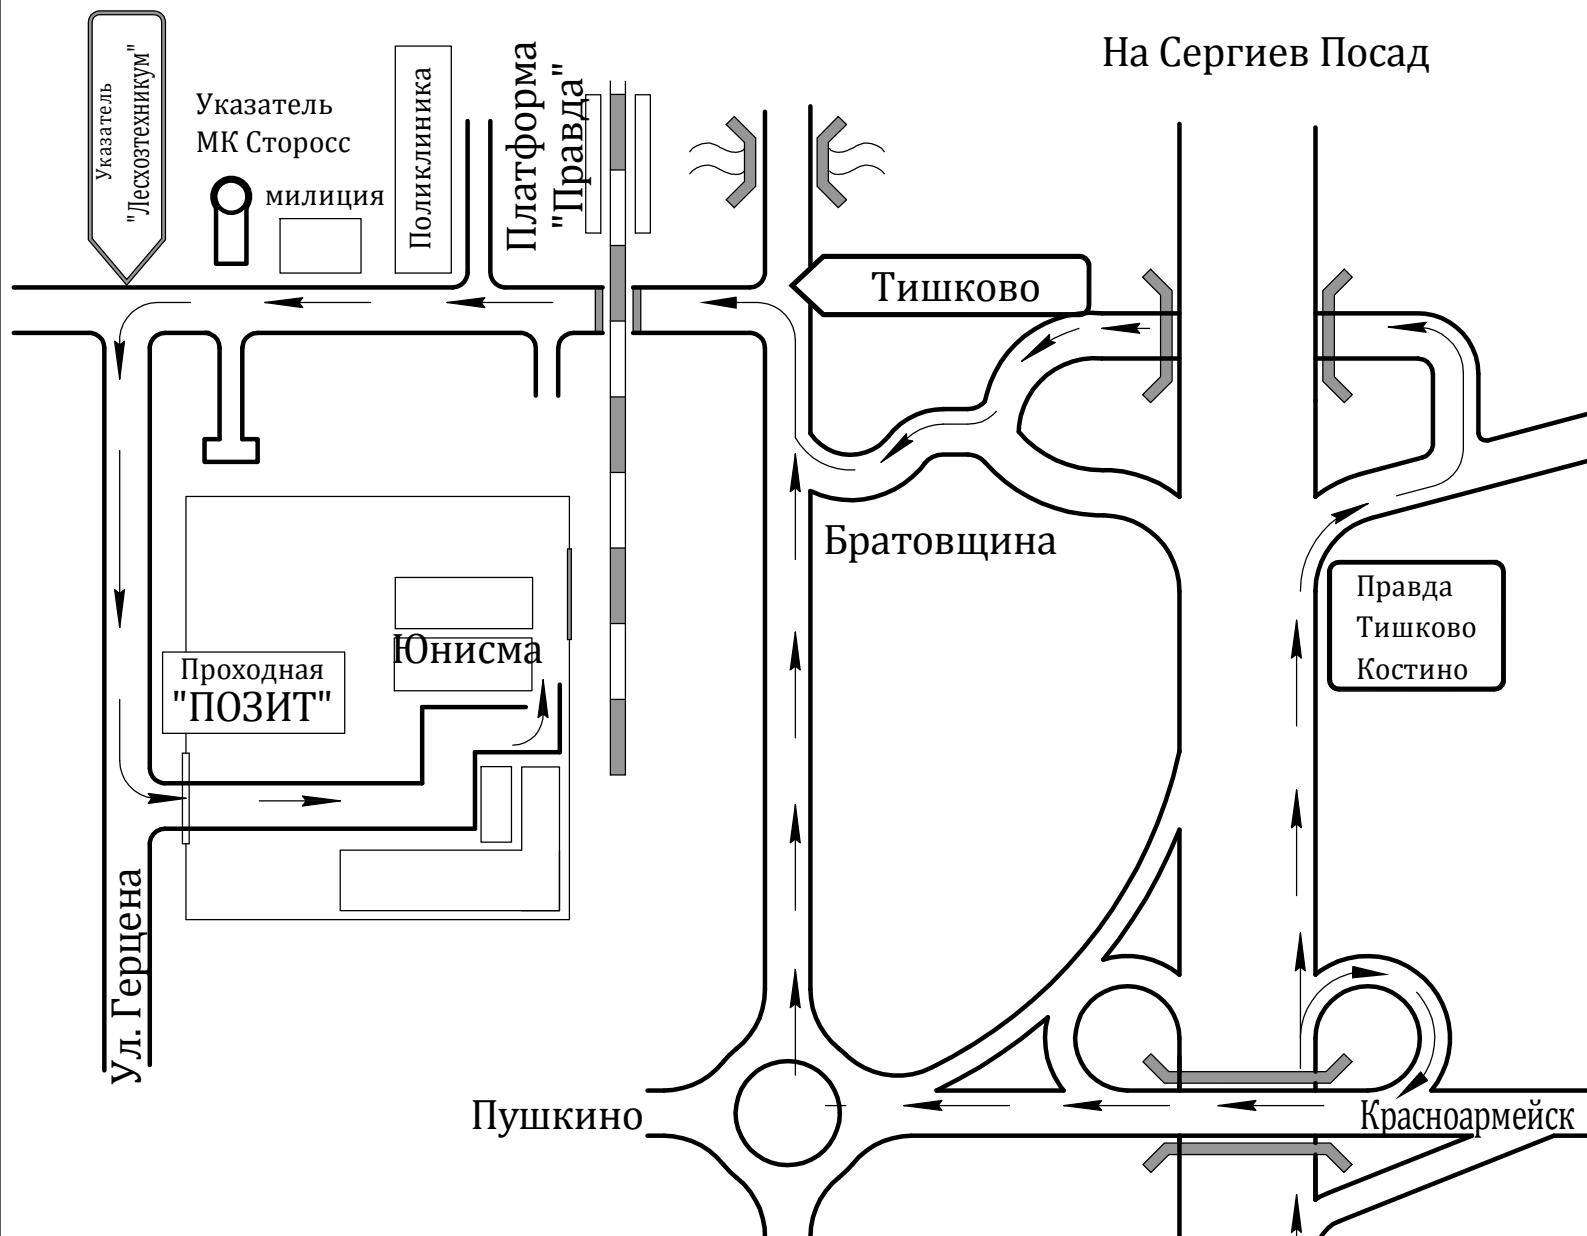 На Сергиев Посад
Указатель
"Лесхозтехникум"
Указатель
МК Сторосс
милиция
Поликлиника
Платформа
"Правда"
Тишково
Братовщина
Правда
Тишково
Костино
Юнисма
Проходная
"ПОЗИТ"
Ул. Герцена
Пушкино
Красноармейск